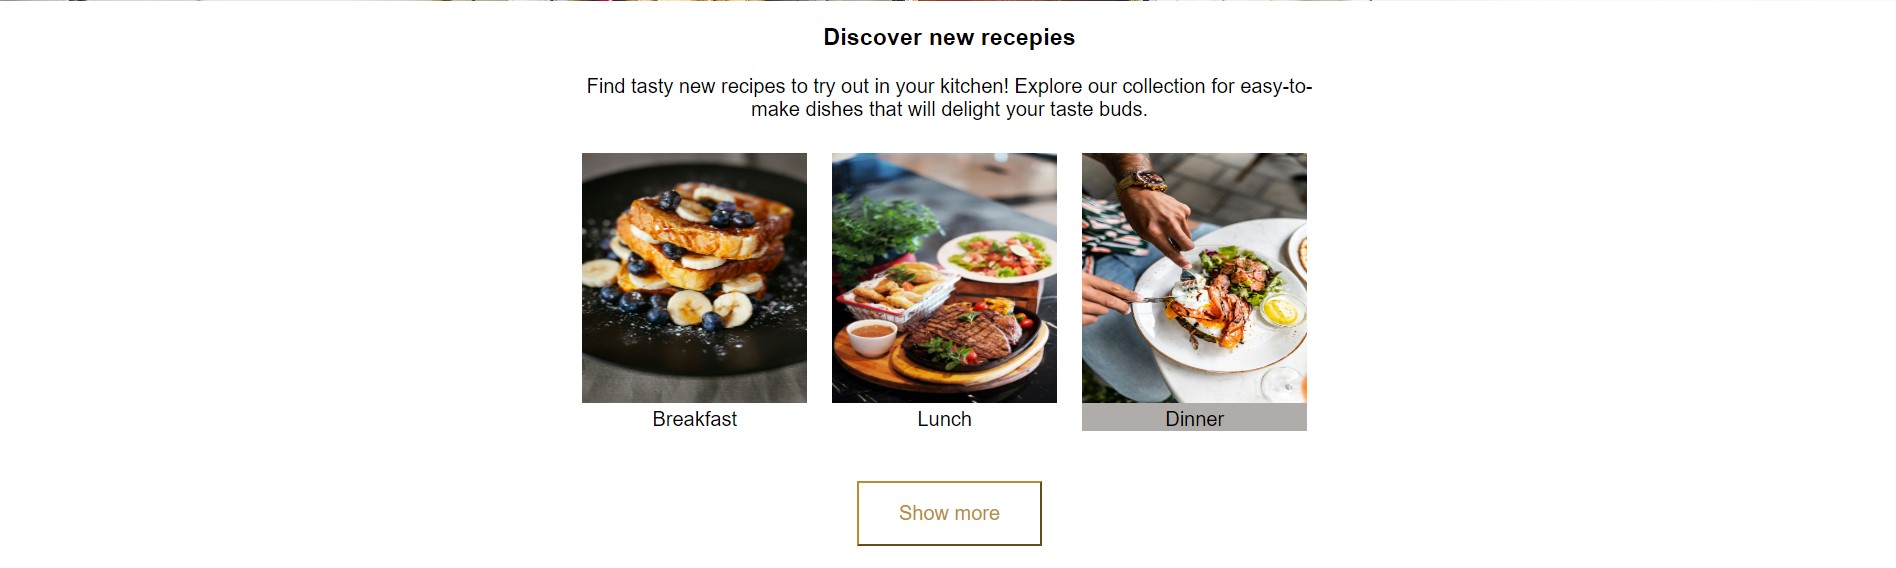 Discover new recepies
Find tasty new recipes to try out in your kitchen! Explore our collection for easy-to-
make dishes that will delight your taste buds.
Breakfast
Lunch
Dinner
Show more